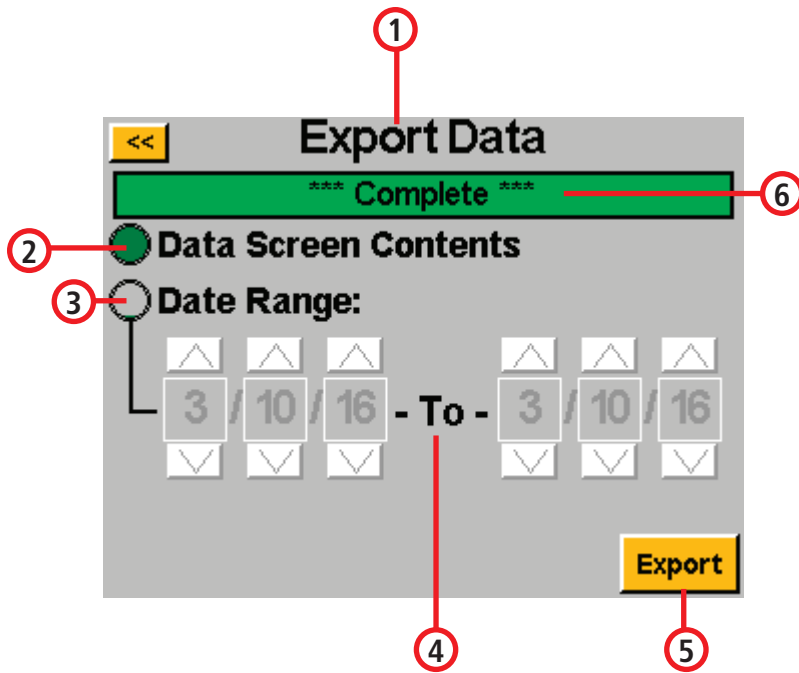 1
<< Export Data
*** Complete *** 6
2 Data Screen Contents
3 Date Range:
3 / 10 / 16 - To - 3 / 10 / 16
Export
4 5